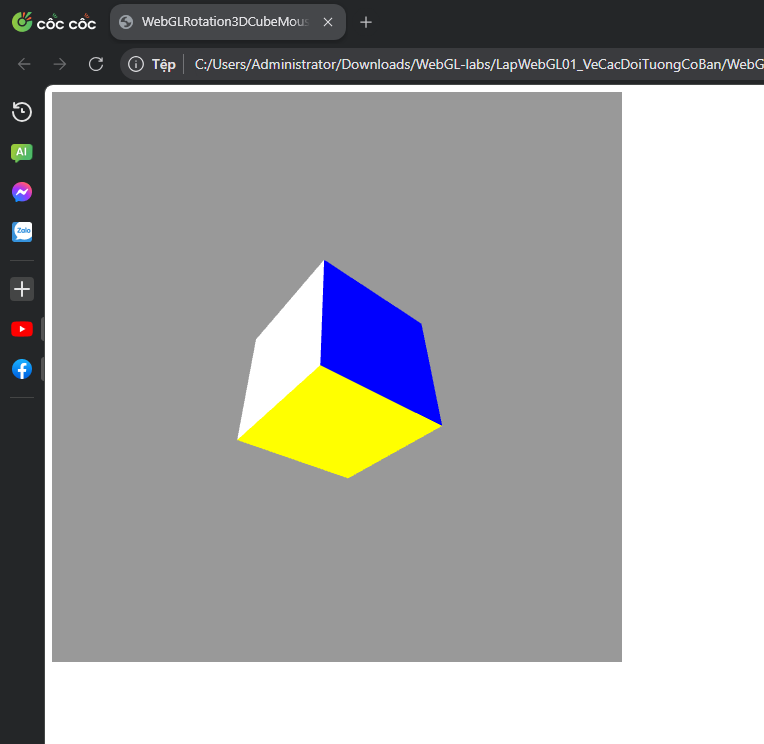 cốc cốc
WebGLRotation3DCubeMous
Tệp
C:/Users/Administrator/Downloads/WebGL-labs/LapWebGL01_VeCacDoiTuongCoBan/WebG
AI
Zalo